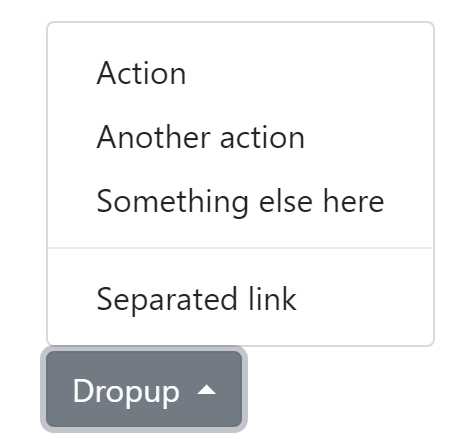 Action
Another action
Something else here
Separated link
Dropup